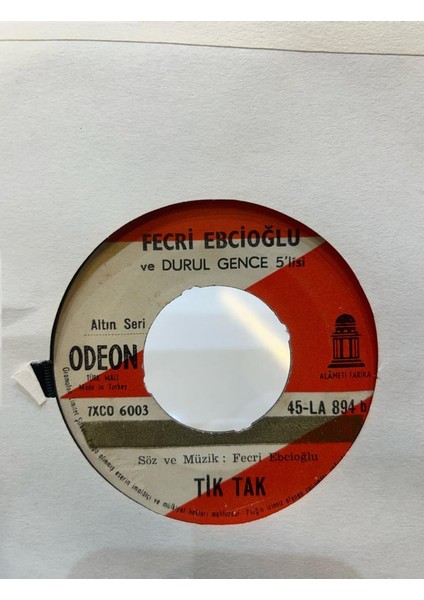 FECRİ EBCİOĞLU
ve DURUL GENCE 5'lisi
Altın Seri
ODEON
TÜRK MALI
Made in Turkey
ALÂMETİ FARİKA
7XCO 6003
45-LA 894 b
Söz ve Müzik : Fecri Ebcioğlu
TİK TAK